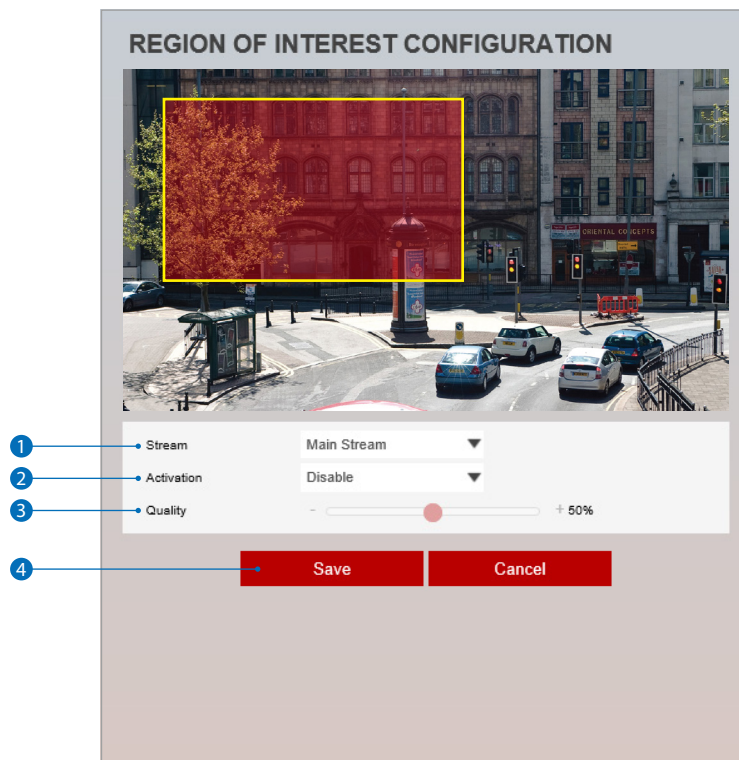 REGION OF INTEREST CONFIGURATION
ORIENTAL CONCEPTS
1 Stream Main Stream
2 Activation Disable
3 Quality - + 50%
4 Save Cancel